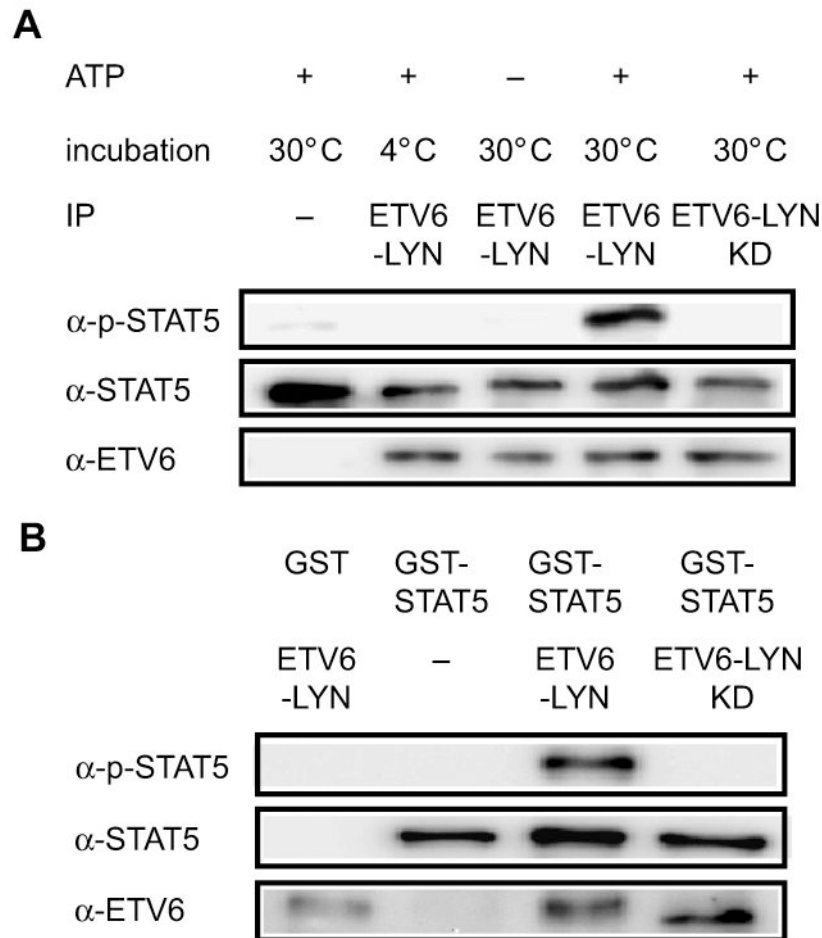 A
ATP + + – + +
incubation 30°C 4°C 30°C 30°C 30°C
IP – ETV6 ETV6 ETV6 ETV6-LYN
-LYN -LYN -LYN KD
α-p-STAT5
α-STAT5
α-ETV6
B
GST GST- GST- GST-
STAT5 STAT5 STAT5
ETV6 – ETV6 ETV6-LYN
-LYN -LYN KD
α-p-STAT5
α-STAT5
α-ETV6